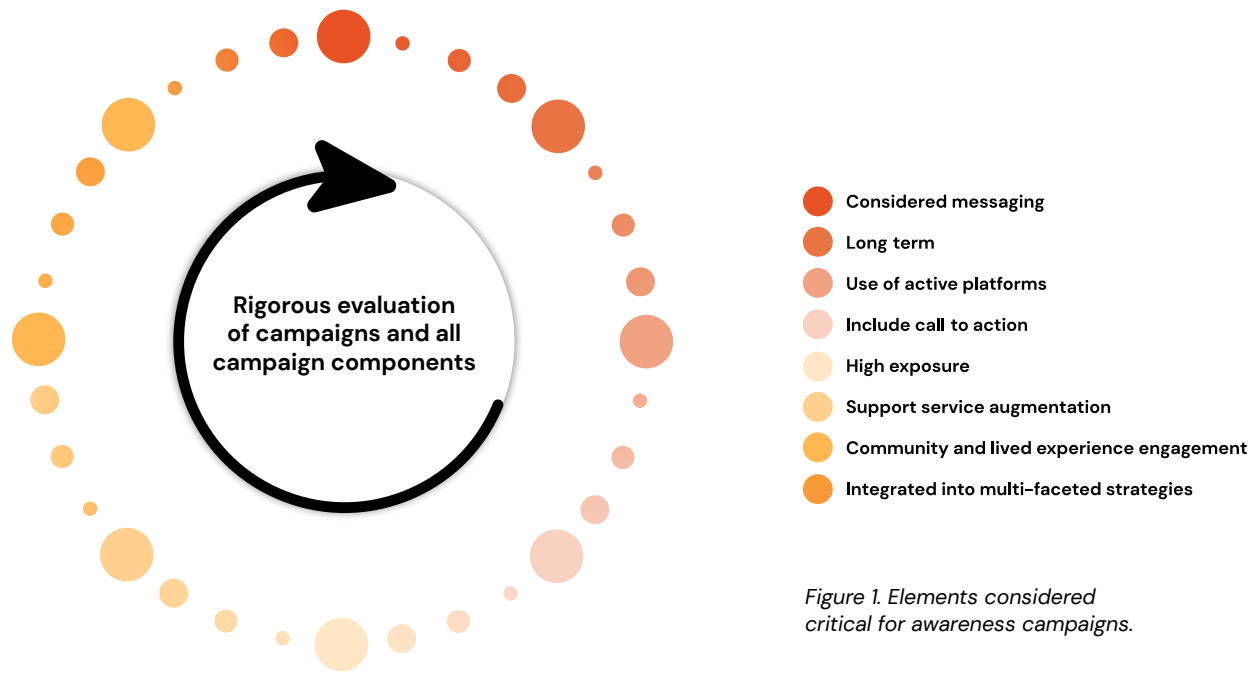 Rigorous evaluation
of campaigns and all
campaign components
Considered messaging
Long term
Use of active platforms
Include call to action
High exposure
Support service augmentation
Community and lived experience engagement
Integrated into multi-faceted strategies
Figure 1. Elements considered
critical for awareness campaigns.